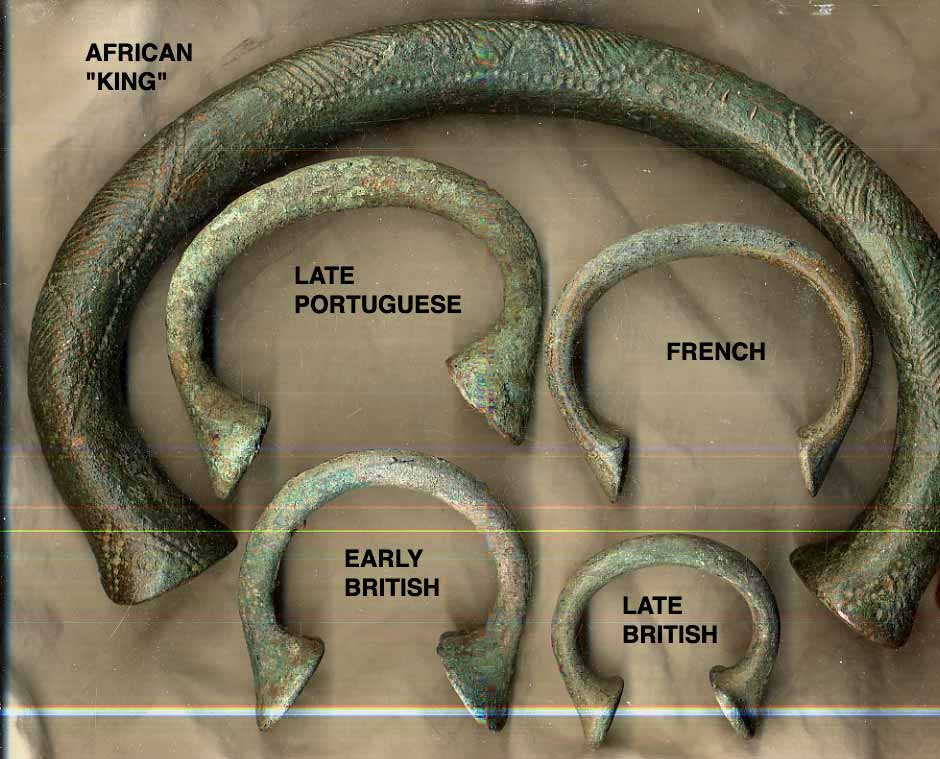 AFRICAN
"KING"
LATE
PORTUGUESE
FRENCH
EARLY
BRITISH
LATE
BRITISH